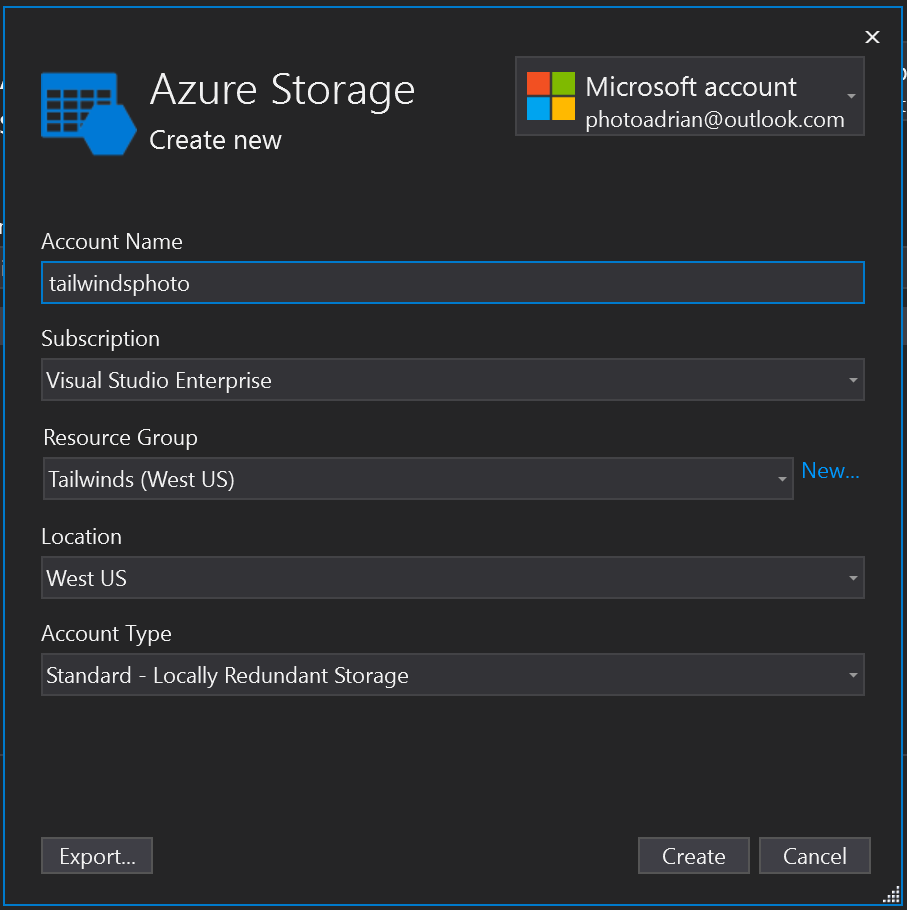 Azure Storage
Create new
Microsoft account
photoadrian@outlook.com
Account Name
tailwindsphoto
Subscription
Visual Studio Enterprise
Resource Group
Tailwinds (West US)
New...
Location
West US
Account Type
Standard - Locally Redundant Storage
Export...
Create
Cancel